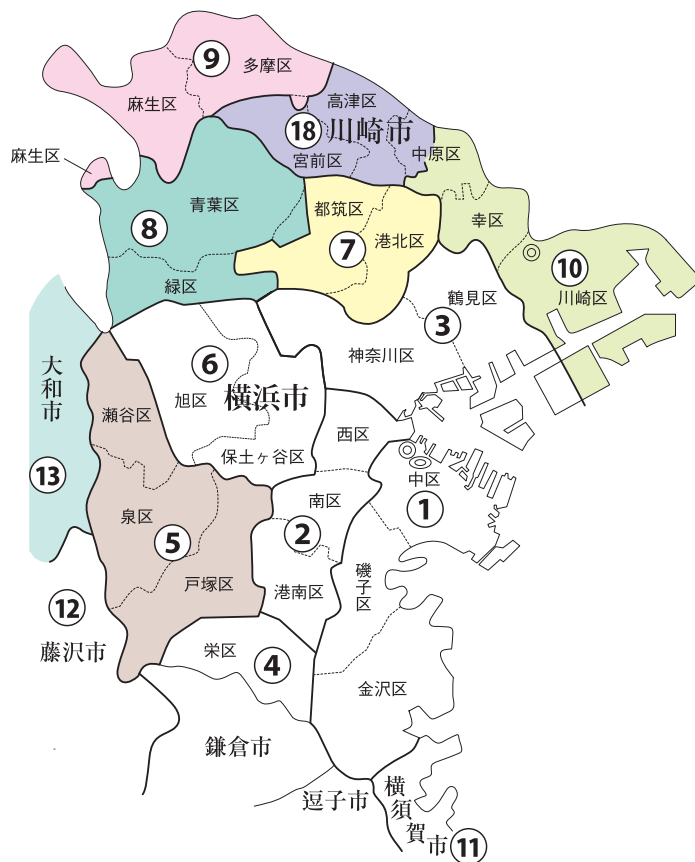 9
多摩区
麻生区
高津区
18
川崎市
宮前区
中原区
麻生区
青葉区
8
都筑区
7
港北区
幸区
10
川崎区
緑区
鶴見区
3
神奈川区
大和市
6
旭区
横浜市
瀬谷区
西区
保土ヶ谷区
13
中区
1
南区
2
泉区
5
戸塚区
磯子区
港南区
12
藤沢市
栄区
4
金沢区
鎌倉市
逗子市
横須賀市
11